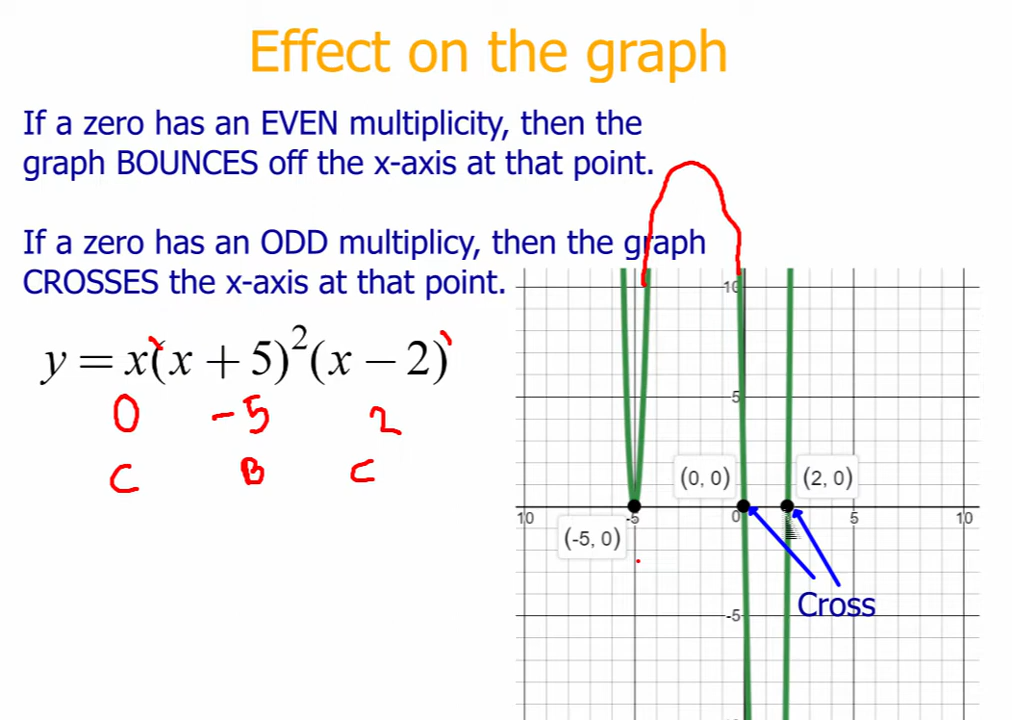 Effect on the graph
If a zero has an EVEN multiplicity, then the
graph BOUNCES off the x-axis at that point.
If a zero has an ODD multiplicy, then the graph
CROSSES the x-axis at that point.
y = x(x + 5)²(x − 2)
0 -5 2
C B C
10
5
(0, 0) (2, 0)
10 -5 0 5 10
(-5, 0)
Cross
-5